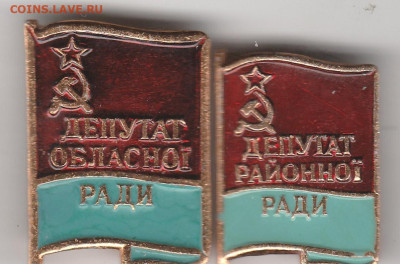 COINS.LAVE.RU
ДЕПУТАТ
ОБЛАСНОЇ
РАДИ
ДЕПУТАТ
РАЙОННОЇ
РАДИ